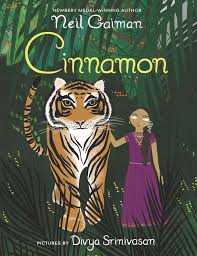 NEWBERY MEDAL-WINNING AUTHOR
Neil Gaiman
Cinnamon
PICTURES BY Divya Srinivasan